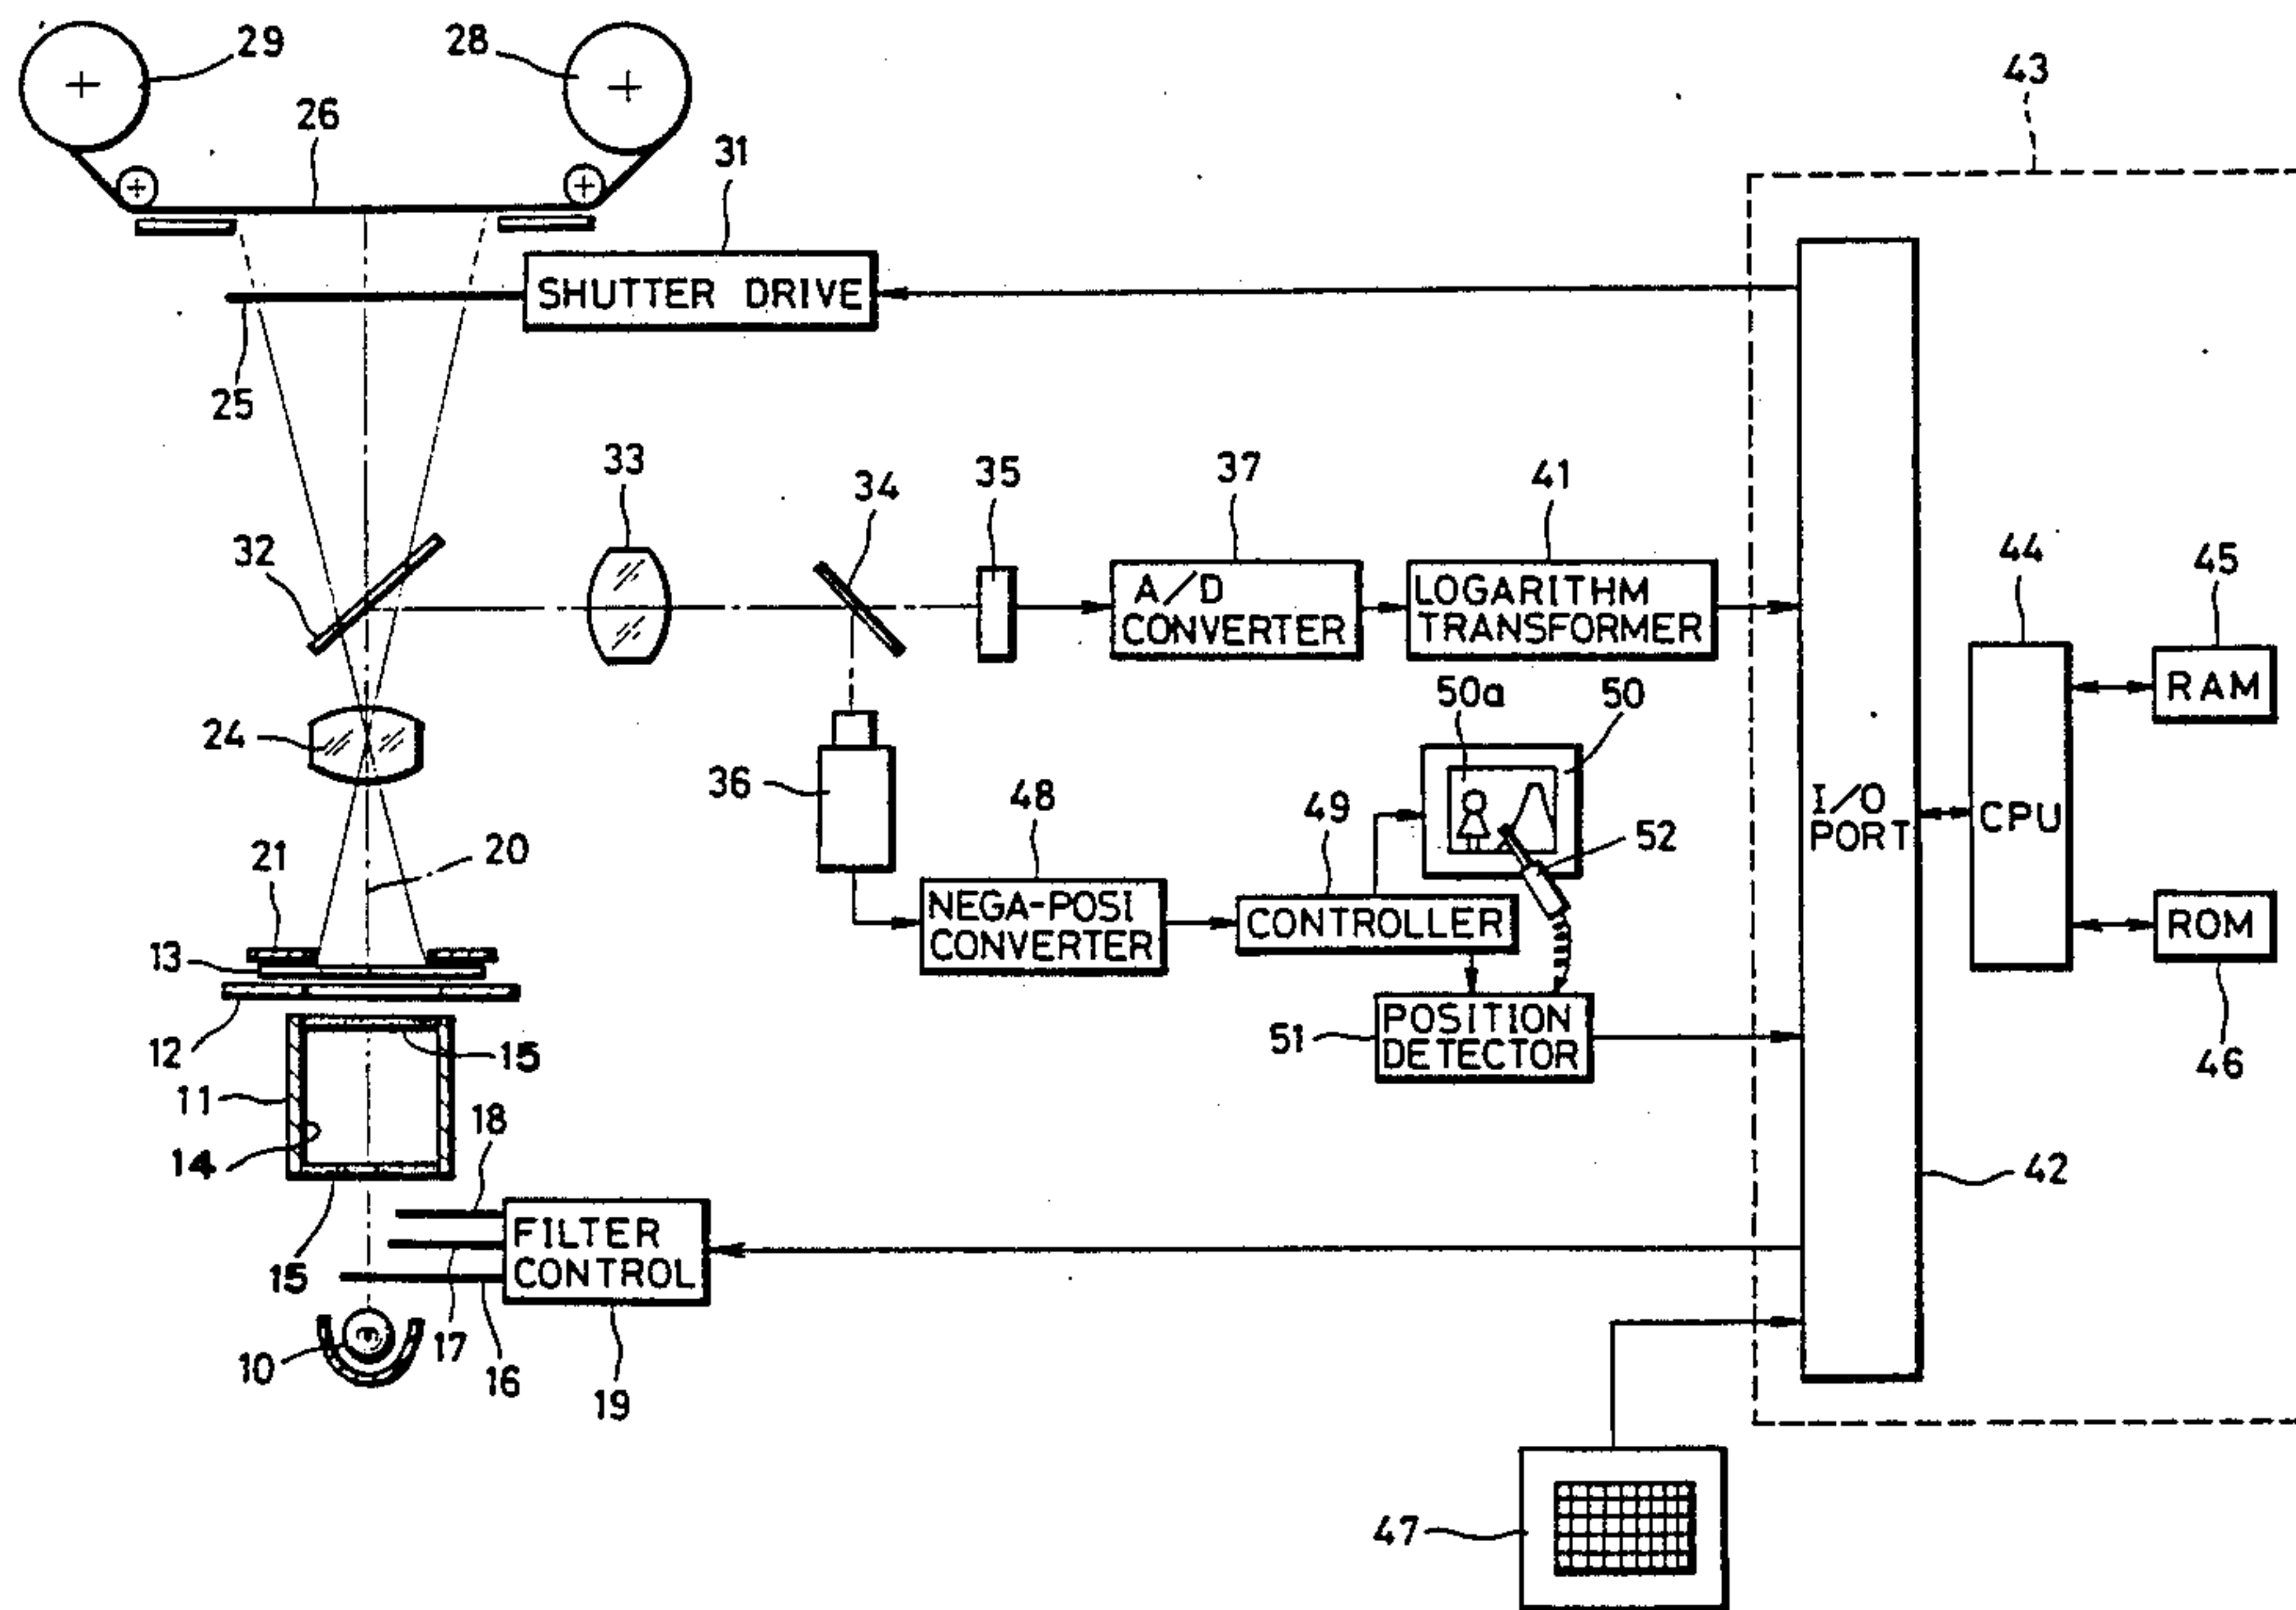 29
28
43
26
31
SHUTTER DRIVE
25
33
34
35
37
41
32
A/D
CONVERTER
LOGARITHM
TRANSFORMER
44
45
RAM
24
36
50a
50
48
49
52
I/O
PORT
CPU
21
20
13
NEGA-POSI
CONVERTER
CONTROLLER
ROM
12
15
51
POSITION
DETECTOR
46
11
14
18
42
15
FILTER
CONTROL
10
17
16
19
47